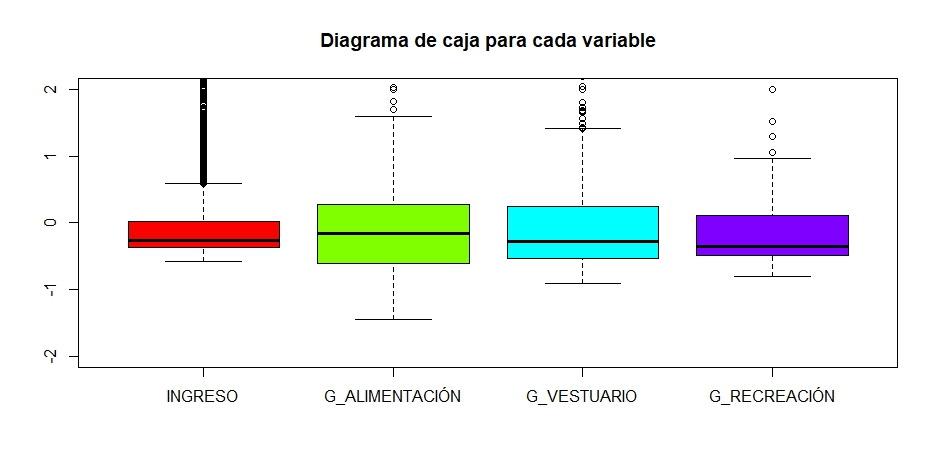 Diagrama de caja para cada variable
2
1
0
-1
-2
INGRESO G_ALIMENTACIÓN G_VESTUARIO G_RECREACIÓN